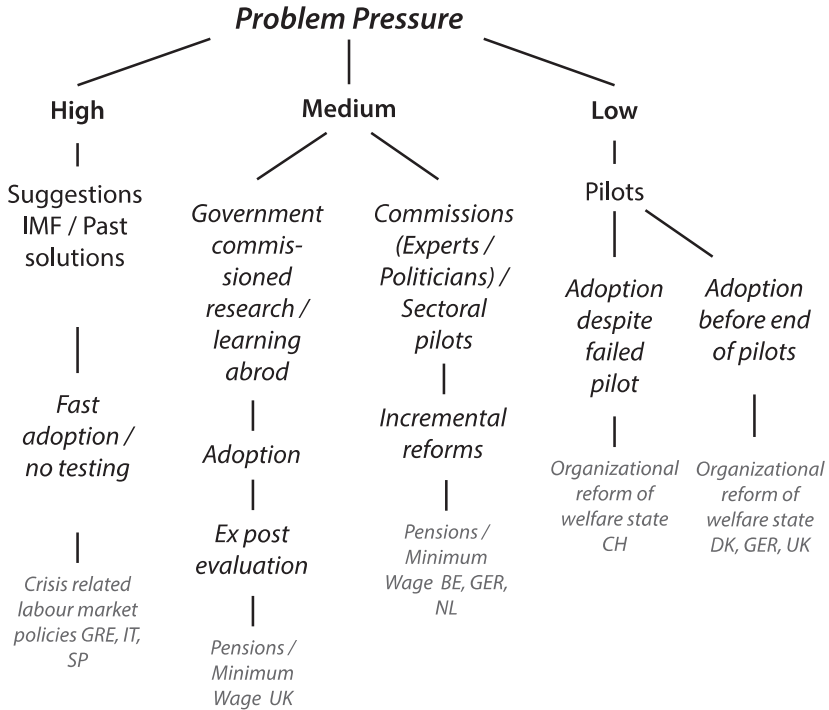 Problem Pressure
High
Medium
Low
Suggestions
IMF / Past
solutions
Fast
adoption /
no testing
Crisis related
labour market
policies GRE, IT,
SP
Government
commis-
sioned
research /
learning
abrod
Adoption
Ex post
evaluation
Pensions /
Minimum
Wage UK
Commissions
(Experts /
Politicians) /
Sectoral
pilots
Incremental
reforms
Pensions /
Minimum
Wage BE, GER,
NL
Pilots
Adoption
despite
failed
pilot
Organizational
reform of
welfare state
CH
Adoption
before end
of pilots
Organizational
reform of
welfare state
DK, GER, UK